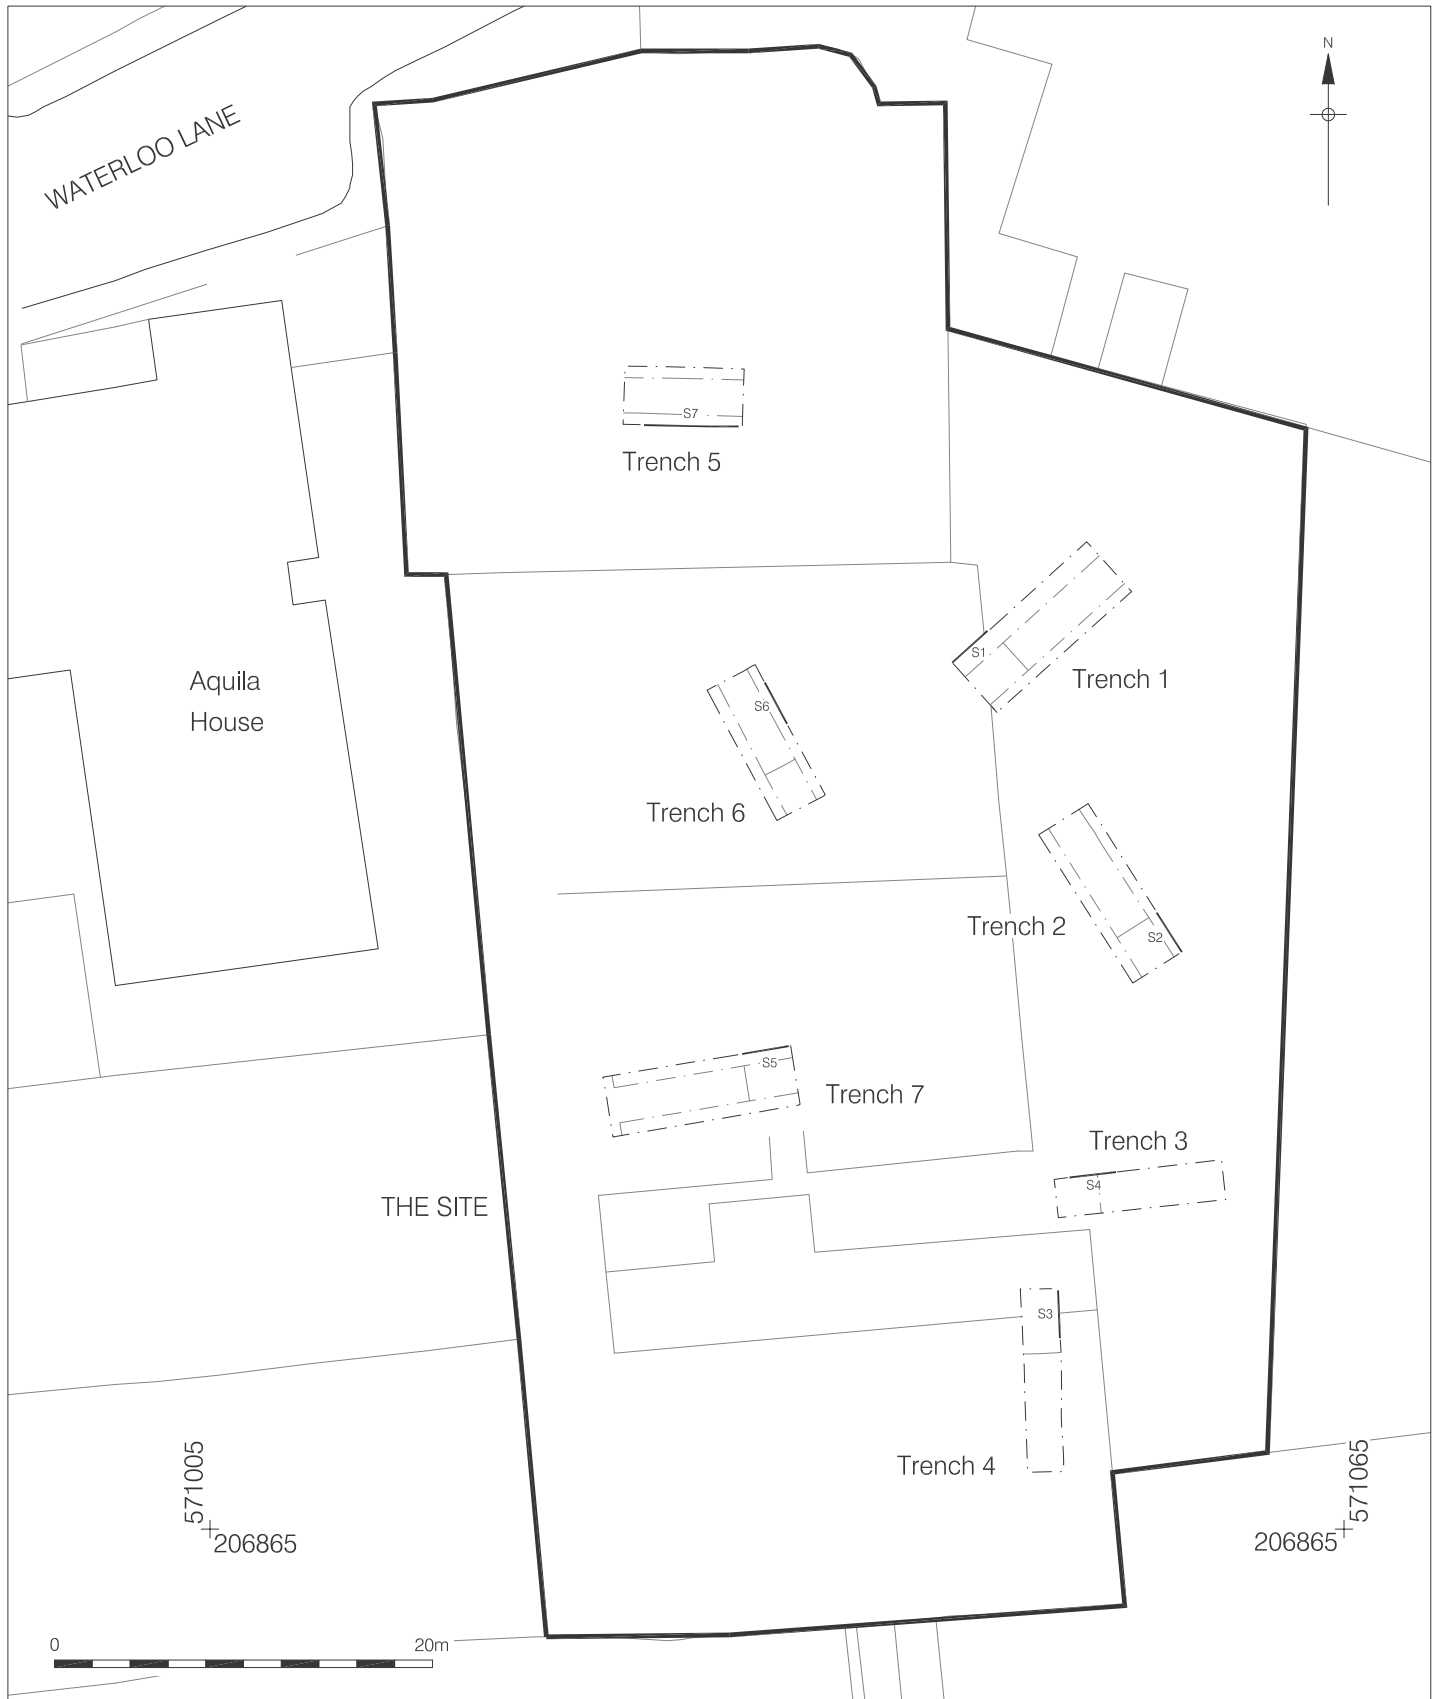 N
WATERLOO LANE
S7
Trench 5
S1
Trench 1
Aquila
House
S6
Trench 6
Trench 2
S2
S5
Trench 7
Trench 3
S4
THE SITE
S3
Trench 4
571005
206865
571065
206865
0
20m